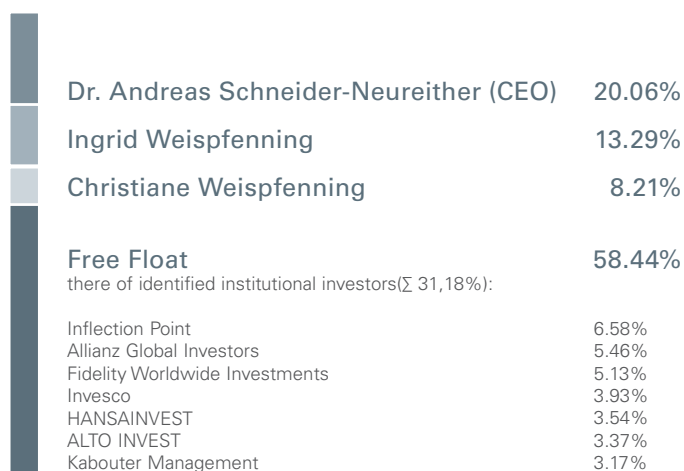 Dr. Andreas Schneider-Neureither (CEO) 20.06%
Ingrid Weispfenning 13.29%
Christiane Weispfenning 8.21%
Free Float 58.44%
there of identified institutional investors(∑ 31,18%):
Inflection Point 6.58%
Allianz Global Investors 5.46%
Fidelity Worldwide Investments 5.13%
Invesco 3.93%
HANSAINVEST 3.54%
ALTO INVEST 3.37%
Kabouter Management 3.17%